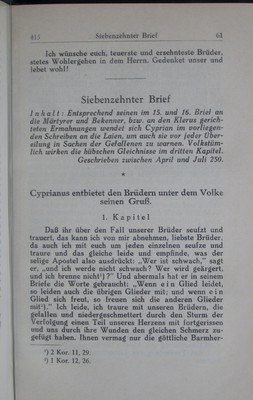 417 Siebenzehnter Brief 61
Ich wünsche euch, teuerste und ersehnteste Brüder,
stetes Wohlergehen in dem Herrn. Gedenket unser und
lebet wohl!
Siebenzehnter Brief
Inhalt: Entsprechend seinen im 15. und 16. Brief an
die Märtyrer und Bekenner, bzw. an den Klerus gerich-
teten Ermahnungen wendet sich Cyprian im vorliegen-
den Schreiben an die Laien, um auch sie vor jeder Über-
eilung in Sachen der Gefallenen zu warnen. Volkstüm-
lich wirken die hübschen Gleichnisse im dritten Kapitel.
Geschrieben zwischen April und Juli 250.
*
Cyprianus entbietet den Brüdern unter dem Volke
seinen Gruß.
1. Kapitel
Daß ihr über den Fall unserer Brüder seufzt und
trauert, das kann ich von mir abnehmen, liebste Brüder,
da auch ich mit euch um jeden einzelnen seufze und
traure und das gleiche leide und empfinde, was der
selige Apostel also ausdrückt: „Wer ist schwach,“ sagt
er, „und ich werde nicht schwach? Wer wird geärgert,
und ich brenne nicht¹)?“ Und abermals hat er in seinem
Briefe die Worte gebraucht: „Wenn ein Glied leidet,
so leiden auch die übrigen Glieder mit; und wenn ein
Glied sich freut, so freuen sich die anderen Glieder
mit²).“ Ich leide, ich traure mit unseren Brüdern, die
gefallen und niedergeschmettert durch den Sturm der
Verfolgung einen Teil unseres Herzens mit fortgerissen
und uns durch ihre Wunden den gleichen Schmerz zu-
gefügt haben. Ihnen vermag nur die göttliche Barmher-
¹) 2 Kor. 11, 29.
²) 1 Kor. 12, 26.